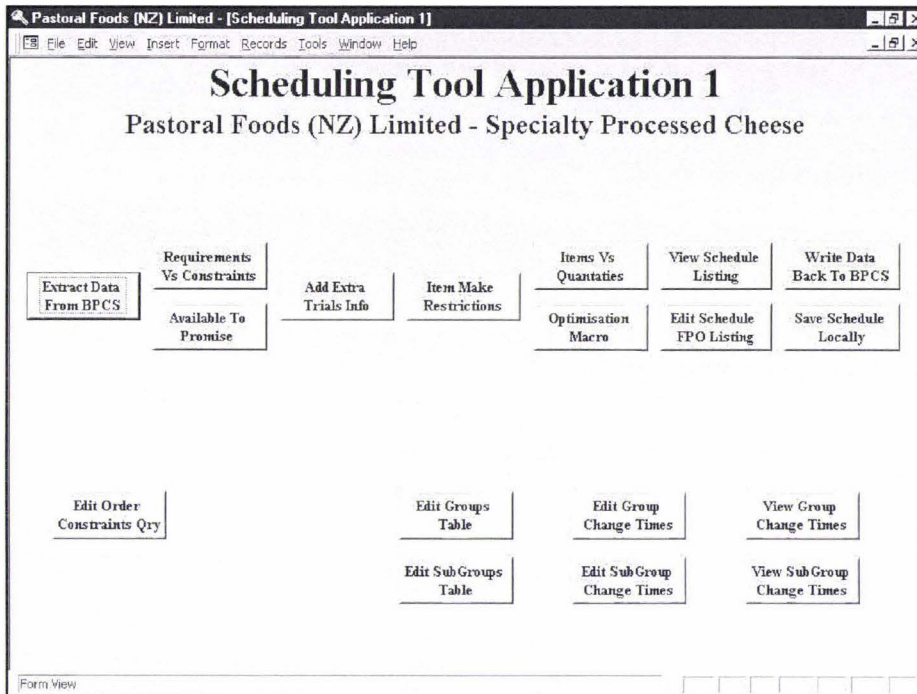 Pastoral Foods (NZ) Limited - [Scheduling Tool Application 1]
File Edit View Insert Format Records Tools Window Help
Scheduling Tool Application 1
Pastoral Foods (NZ) Limited - Specialty Processed Cheese
Extract Data
From BPCS
Requirements
Vs Constraints
Available To
Promise
Add Extra
Trials Info
Item Make
Restrictions
Items Vs
Quantaties
Optimisation
Macro
View Schedule
Listing
Edit Schedule
FPO Listing
Write Data
Back To BPCS
Save Schedule
Locally
Edit Order
Constraints Qry
Edit Groups
Table
Edit SubGroups
Table
Edit Group
Change Times
Edit SubGroup
Change Times
View Group
Change Times
View SubGroup
Change Times
Form View